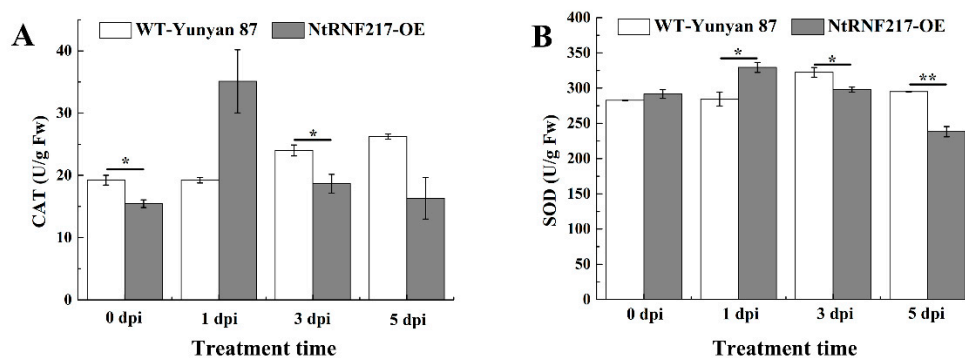 A
WT-Yunyan 87 NtRNF217-OE
CAT (U/g Fw)
40
30
20
10
0
*
*
0 dpi 1 dpi 3 dpi 5 dpi
Treatment time
B
WT-Yunyan 87 NtRNF217-OE
SOD (U/g Fw)
400
350
300
250
200
150
100
50
0
*
*
**
0 dpi 1 dpi 3 dpi 5 dpi
Treatment time